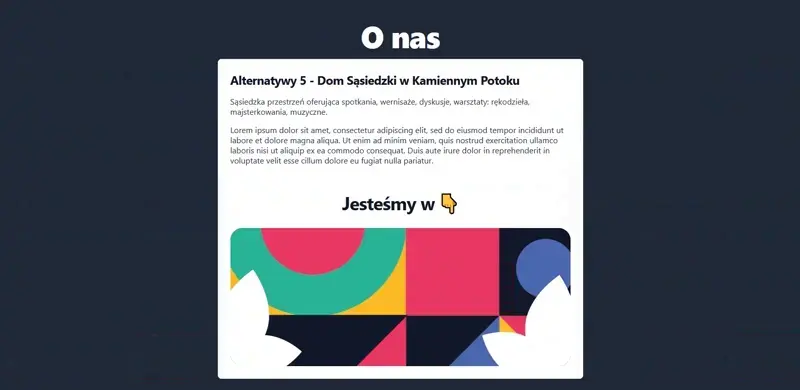 O nas
Alternatywy 5 - Dom Sąsiedzki w Kamiennym Potoku
Sąsiedzka przestrzeń oferująca spotkania, wernisaże, dyskusje, warsztaty: rękodzieła,
majsterkowania, muzyczne.
Lorem ipsum dolor sit amet, consectetur adipiscing elit, sed do eiusmod tempor incididunt ut
labore et dolore magna aliqua. Ut enim ad minim veniam, quis nostrud exercitation ullamco
laboris nisi ut aliquip ex ea commodo consequat. Duis aute irure dolor in reprehenderit in
voluptate velit esse cillum dolore eu fugiat nulla pariatur.
Jesteśmy w 👇